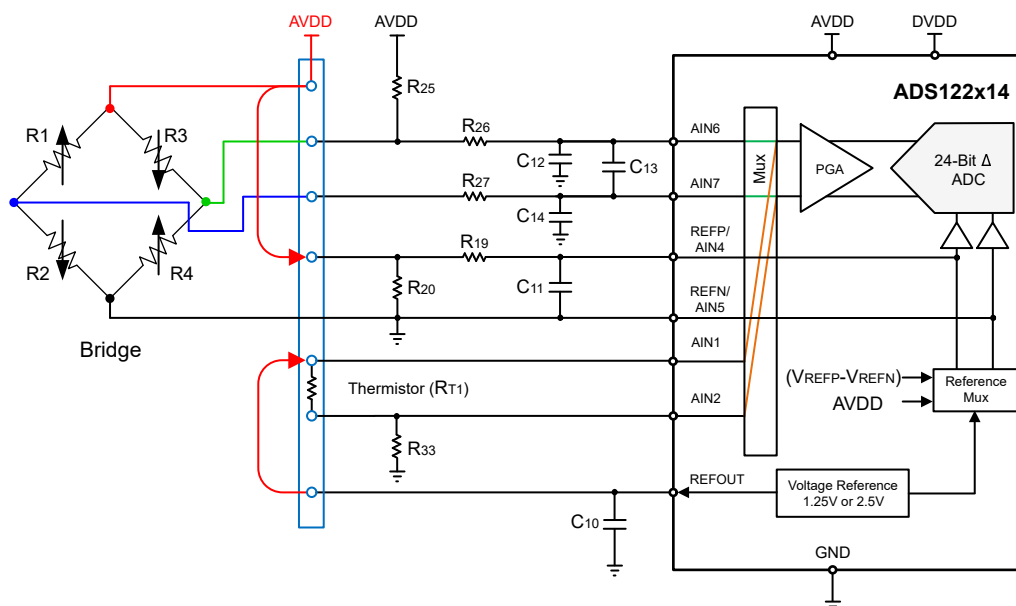 AVDD
AVDD
AVDD
DVDD
ADS122x14
R25
R1
R3
R26
AIN6
C12
C13
Mux
PGA
24-Bit Δ
ADC
R27
AIN7
C14
REFP/
AIN4
R19
R2
R4
R20
C11
REFN/
AIN5
Bridge
AIN1
Thermistor (RT1)
(VREFP-VREFN)
Reference
Mux
AVDD
AIN2
R33
REFOUT
Voltage Reference
1.25V or 2.5V
C10
GND